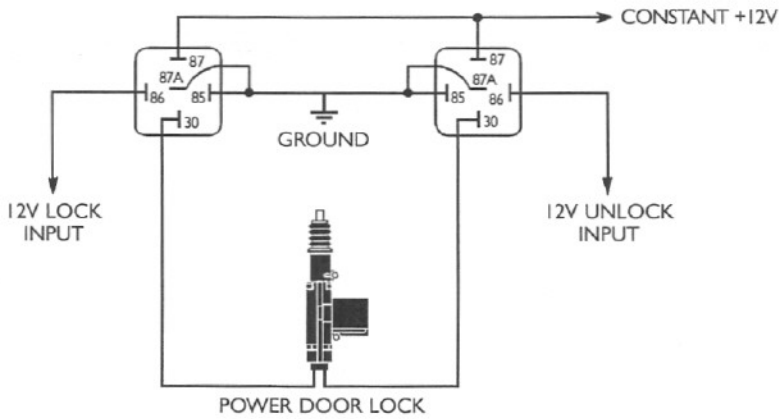 CONSTANT +12V
87
87A
86
85
30
87
87A
85
86
30
GROUND
12V LOCK
INPUT
12V UNLOCK
INPUT
POWER DOOR LOCK